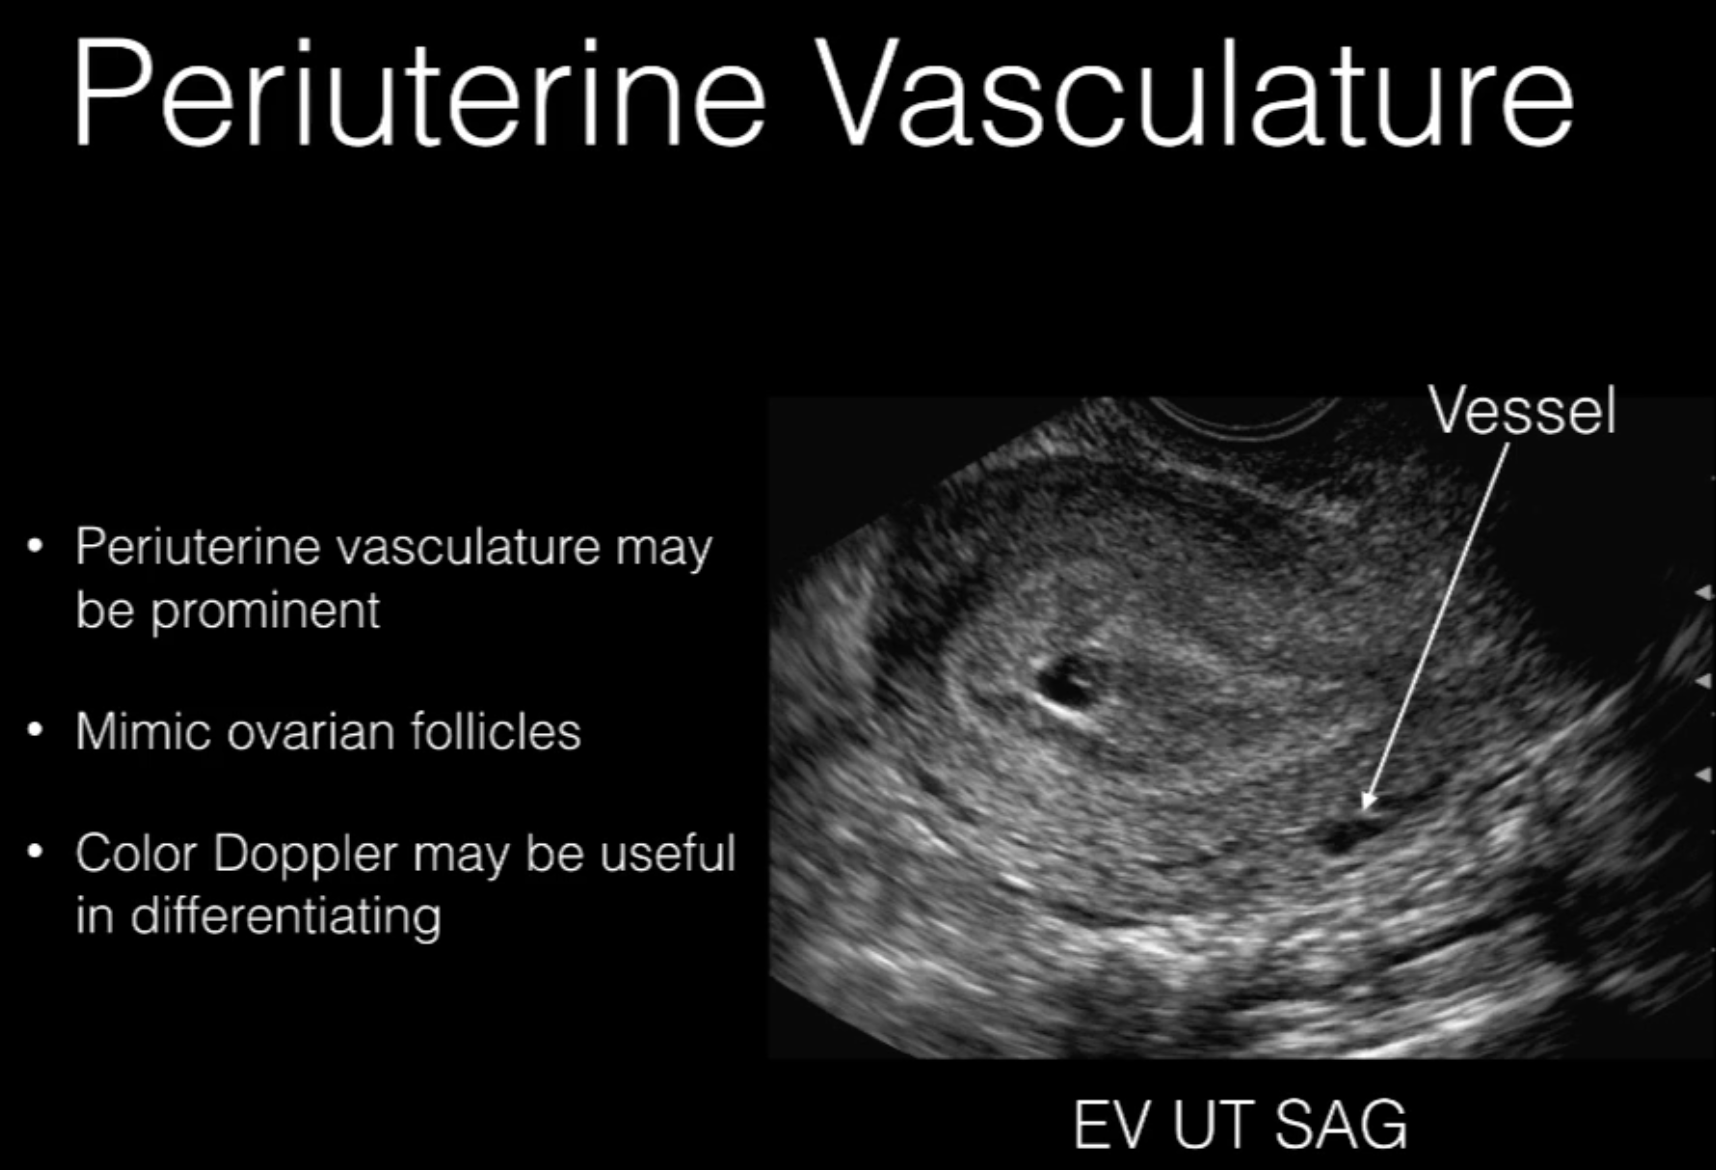 Periuterine Vasculature
Vessel
• Periuterine vasculature may
be prominent
• Mimic ovarian follicles
• Color Doppler may be useful
in differentiating
EV UT SAG